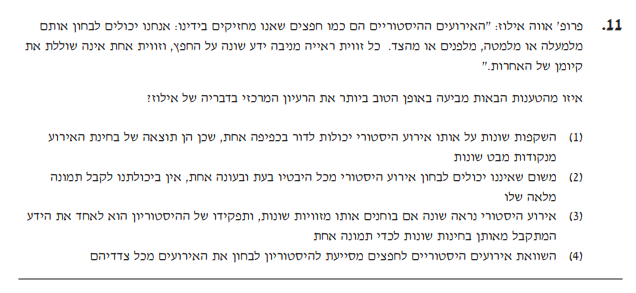 11. פרופ' אווה אילוז: "האירועים ההיסטוריים הם כמו חפצים שאנו מחזיקים בידינו: אנחנו יכולים לבחון אותם
מלמעלה או מלמטה, מלפנים או מהצד. כל זווית ראייה מניבה ידע שונה על החפץ, וזווית אחת אינה שוללת את
קיומן של האחרות."
איזו מהטענות הבאות מביעה באופן הטוב ביותר את הרעיון המרכזי בדבריה של אילוז?
(1) השקפות שונות על אותו אירוע היסטורי יכולות לדור בכפיפה אחת, שכן הן תוצאה של בחינת האירוע
מנקודות מבט שונות
(2) משום שאיננו יכולים לבחון אירוע היסטורי מכל היבטיו בעת ובעונה אחת, אין ביכולתנו לקבל תמונה
מלאה שלו
(3) אירוע היסטורי נראה שונה אם בוחנים אותו מזוויות שונות, ותפקידו של ההיסטוריון הוא לאחד את הידע
המתקבל מאותן בחינות שונות לכדי תמונה אחת
(4) השוואת אירועים היסטוריים לחפצים מסייעת להיסטוריון לבחון את האירועים מכל צדדיהם